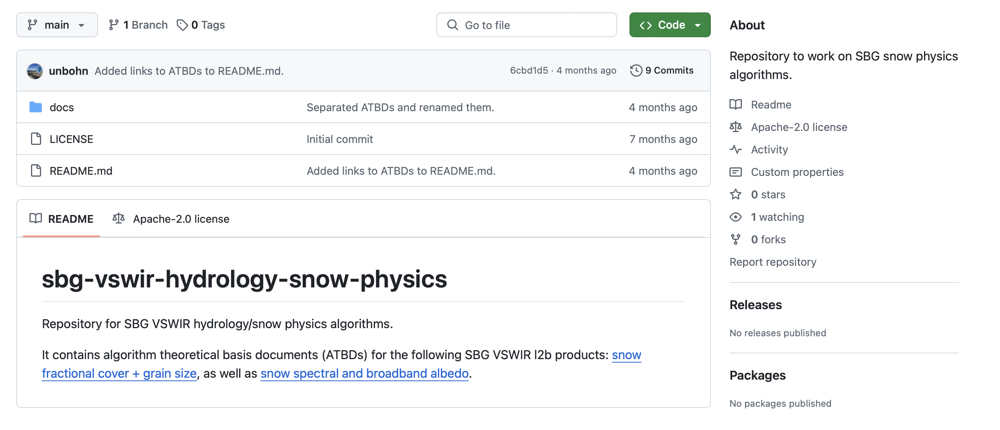 main
1 Branch
0 Tags
Go to file
Code
unbohn Added links to ATBDs to README.md.
6cbd1d5 · 4 months ago
9 Commits
docs
Separated ATBDs and renamed them.
4 months ago
LICENSE
Initial commit
7 months ago
README.md
Added links to ATBDs to README.md.
4 months ago
README
Apache-2.0 license
sbg-vswir-hydrology-snow-physics
Repository for SBG VSWIR hydrology/snow physics algorithms.
It contains algorithm theoretical basis documents (ATBDs) for the following SBG VSWIR l2b products: snow
fractional cover + grain size, as well as snow spectral and broadband albedo.
About
Repository to work on SBG snow physics
algorithms.
Readme
Apache-2.0 license
Activity
Custom properties
0 stars
1 watching
0 forks
Report repository
Releases
No releases published
Packages
No packages published